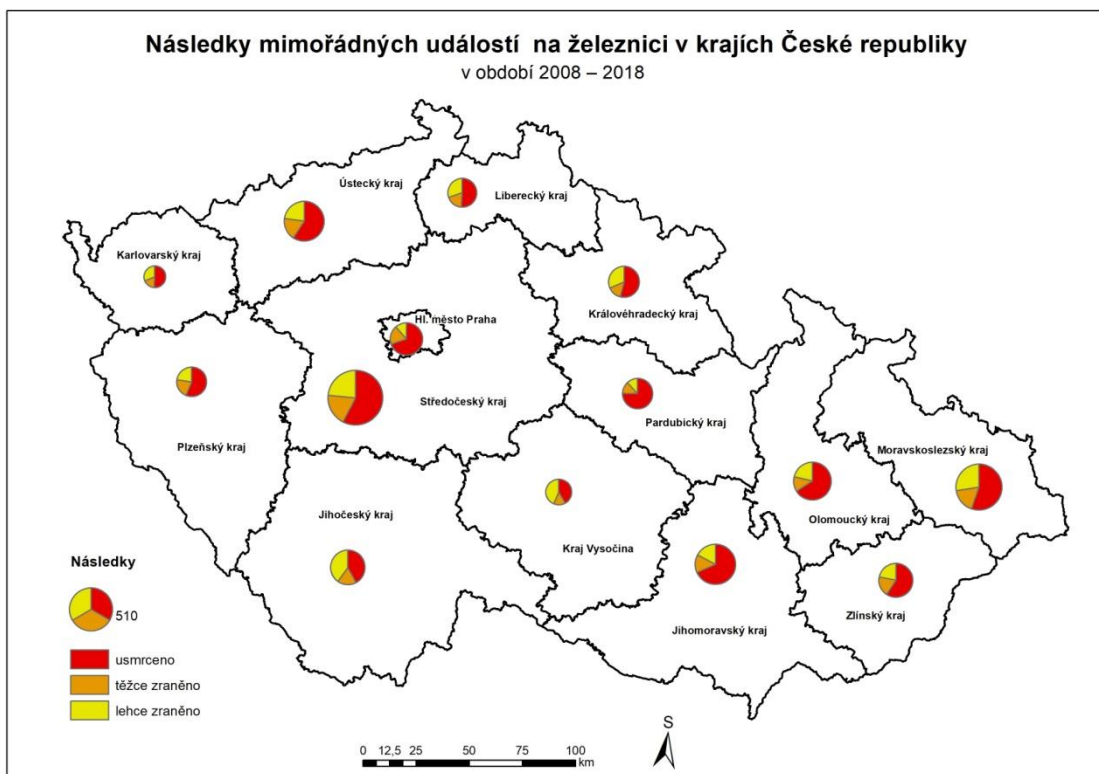 Následky mimořádných událostí na železnici v krajích České republiky
v období 2008 – 2018
Ústecký kraj
Liberecký kraj
Karlovarský kraj
Královéhradecký kraj
Hl. město Praha
Středočeský kraj
Pardubický kraj
Plzeňský kraj
Moravskoslezský kraj
Jihočeský kraj
Olomoucký kraj
Kraj Vysočina
Zlínský kraj
Jihomoravský kraj
Následky
510
usmrceno
těžce zraněno
lehce zraněno
S
0 12,5 25 50 75 100
km